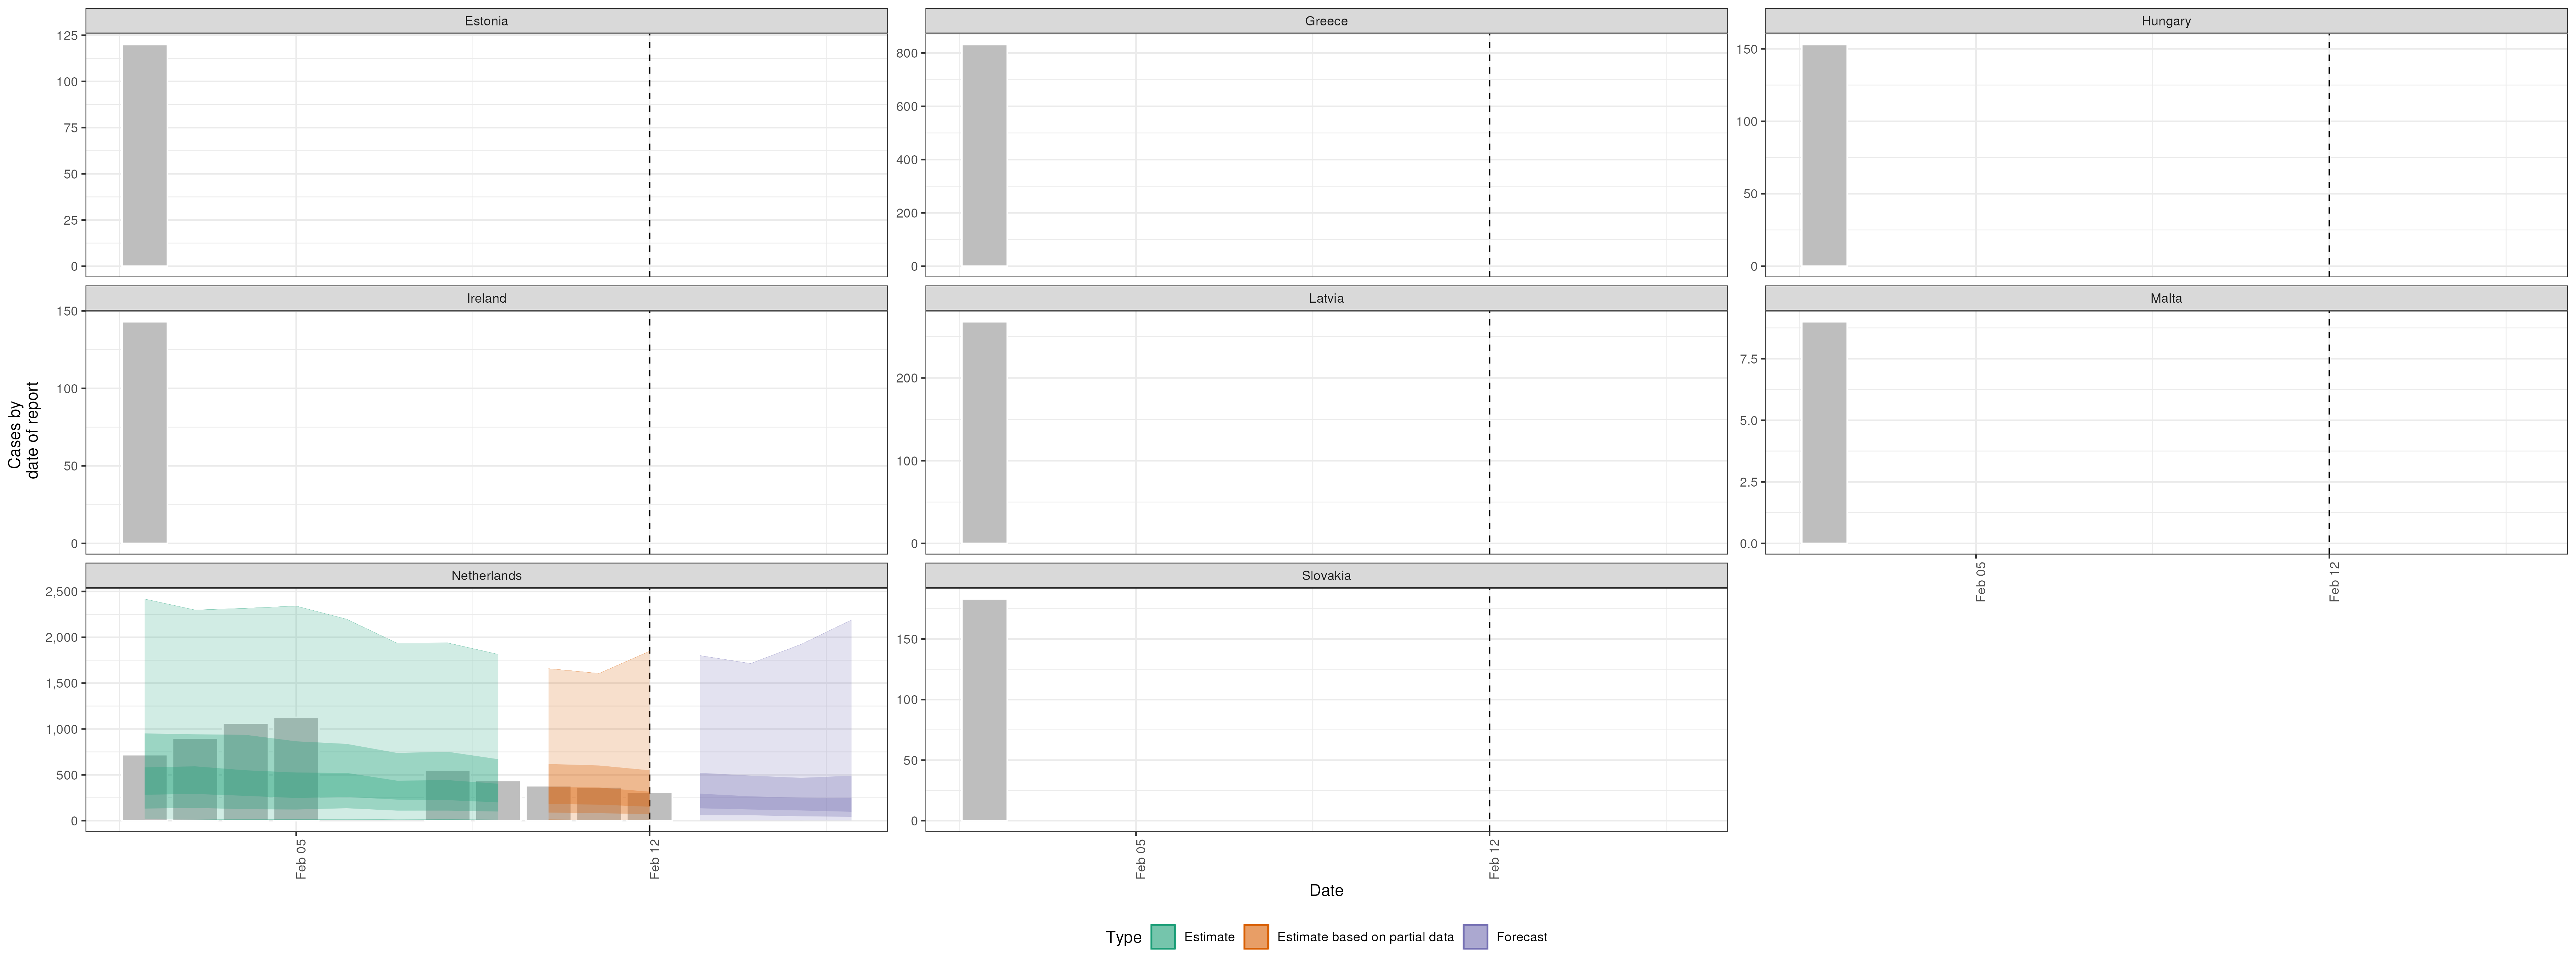 Estonia
Greece
Hungary
125
100
75
50
25
0
800
600
400
200
0
150
100
50
0
Ireland
Latvia
Malta
150
100
50
0
200
100
0
7.5
5.0
2.5
0.0
Feb 05
Feb 12
Cases by
date of report
Netherlands
Slovakia
2,500
2,000
1,500
1,000
500
0
150
100
50
0
Feb 05
Feb 12
Feb 05
Feb 12
Date
Type
Estimate
Estimate based on partial data
Forecast